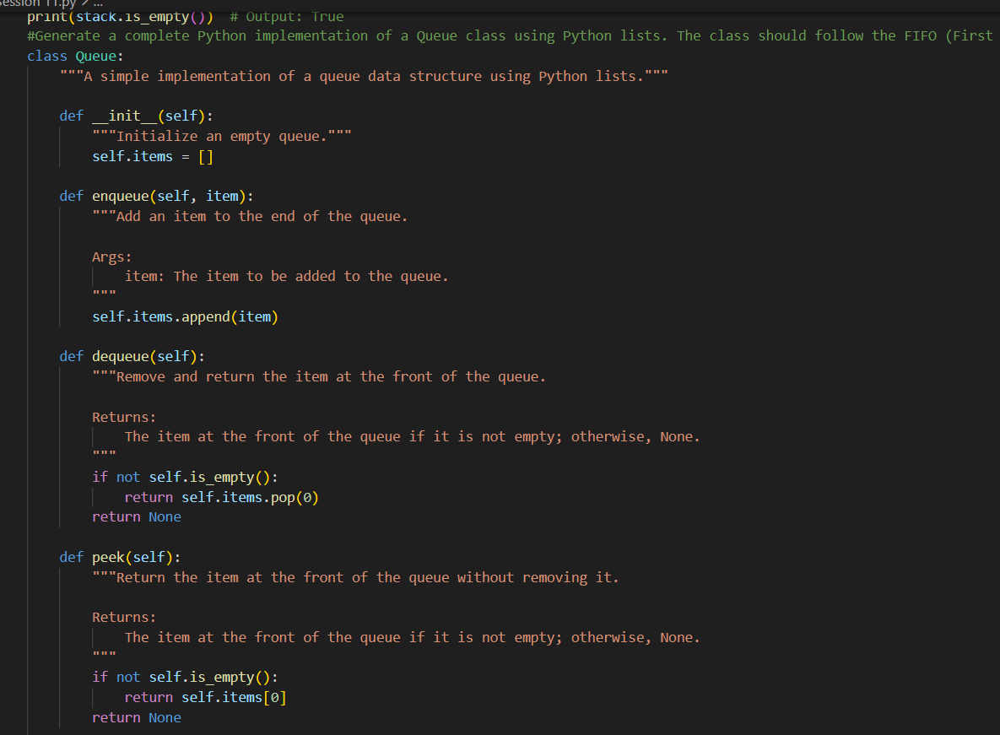 Session 11.py > ...
print(stack.is_empty())  # Output: True
#Generate a complete Python implementation of a Queue class using Python lists. The class should follow the FIFO (First
class Queue:
    """A simple implementation of a queue data structure using Python lists."""

    def __init__(self):
        """Initialize an empty queue."""
        self.items = []

    def enqueue(self, item):
        """Add an item to the end of the queue.

        Args:
            item: The item to be added to the queue.
        """
        self.items.append(item)

    def dequeue(self):
        """Remove and return the item at the front of the queue.

        Returns:
            The item at the front of the queue if it is not empty; otherwise, None.
        """
        if not self.is_empty():
            return self.items.pop(0)
        return None

    def peek(self):
        """Return the item at the front of the queue without removing it.

        Returns:
            The item at the front of the queue if it is not empty; otherwise, None.
        """
        if not self.is_empty():
            return self.items[0]
        return None